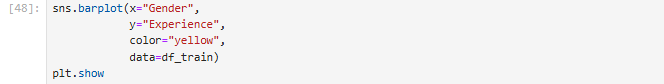 [48]: sns.barplot(x="Gender",
y="Experience",
color="yellow",
data=df_train)
plt.show